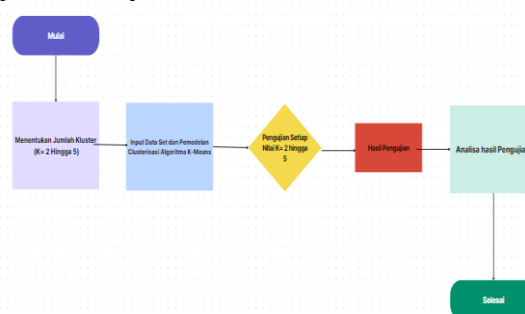 Mulai
Menentukan Jumlah Kluster
(K= 2 Hingga 5)
Input Data Set dan Pemodelan
Clusterisasi Algoritma K-Means
Pengujian Setiap
Nilai K= 2 hingga
5
Hasil Pengujian
Analisa hasil Pengujia
Selesai